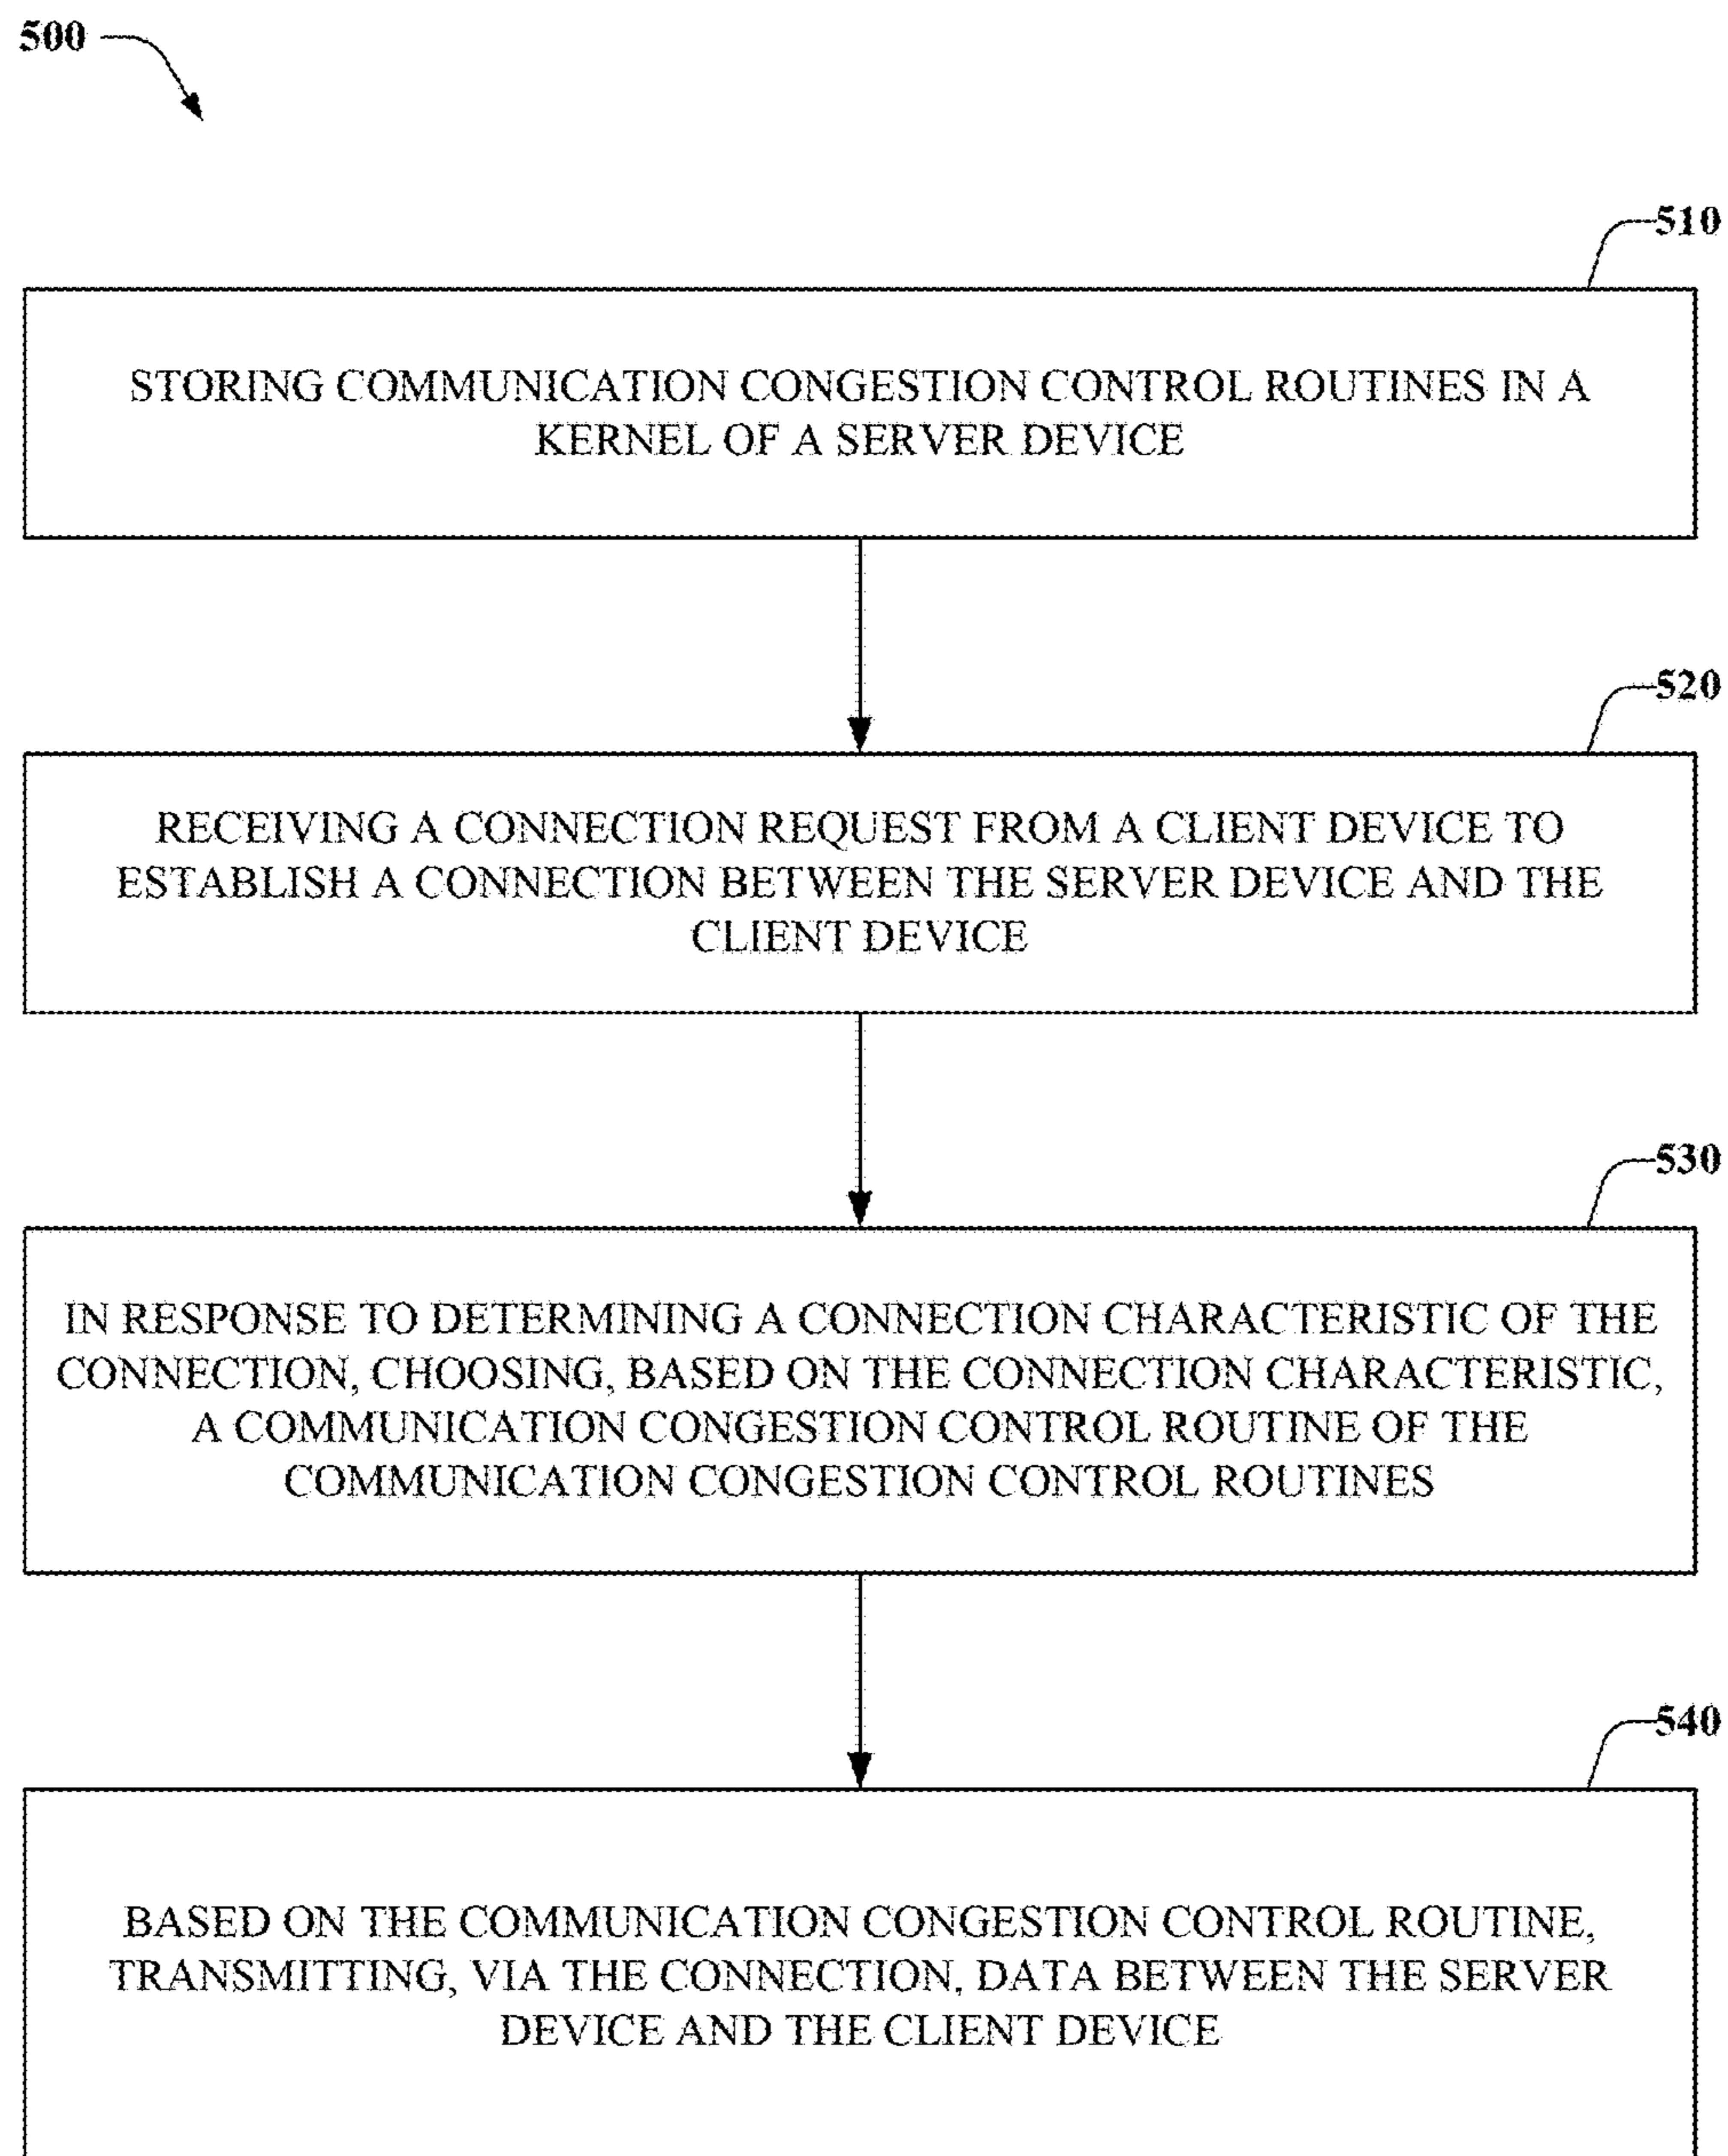 500
510
STORING COMMUNICATION CONGESTION CONTROL ROUTINES IN A
KERNEL OF A SERVER DEVICE
520
RECEIVING A CONNECTION REQUEST FROM A CLIENT DEVICE TO
ESTABLISH A CONNECTION BETWEEN THE SERVER DEVICE AND THE
CLIENT DEVICE
530
IN RESPONSE TO DETERMINING A CONNECTION CHARACTERISTIC OF THE
CONNECTION, CHOOSING, BASED ON THE CONNECTION CHARACTERISTIC,
A COMMUNICATION CONGESTION CONTROL ROUTINE OF THE
COMMUNICATION CONGESTION CONTROL ROUTINES
540
BASED ON THE COMMUNICATION CONGESTION CONTROL ROUTINE,
TRANSMITTING, VIA THE CONNECTION, DATA BETWEEN THE SERVER
DEVICE AND THE CLIENT DEVICE